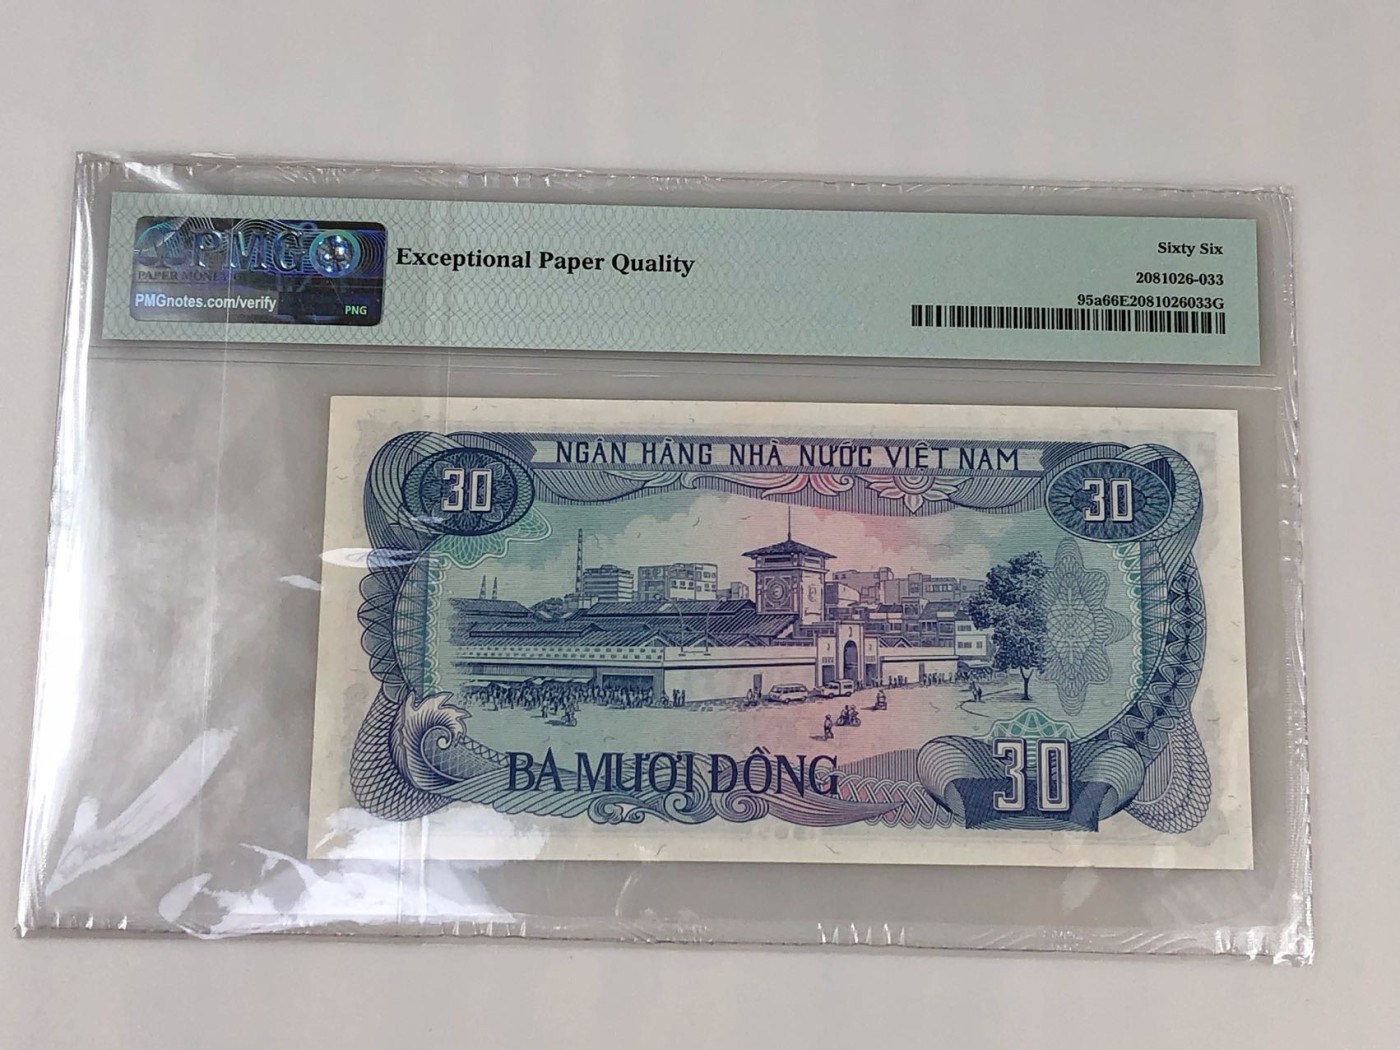 PMG
PAPER MONEY
PMGnotes.com/verify
PNG
Exceptional Paper Quality
Sixty Six
2081026-033
95a66E2081026033G
NGÂN HÀNG NHÀ NƯỚC VIỆT NAM
30
30
BA MƯƠI ĐỒNG
30